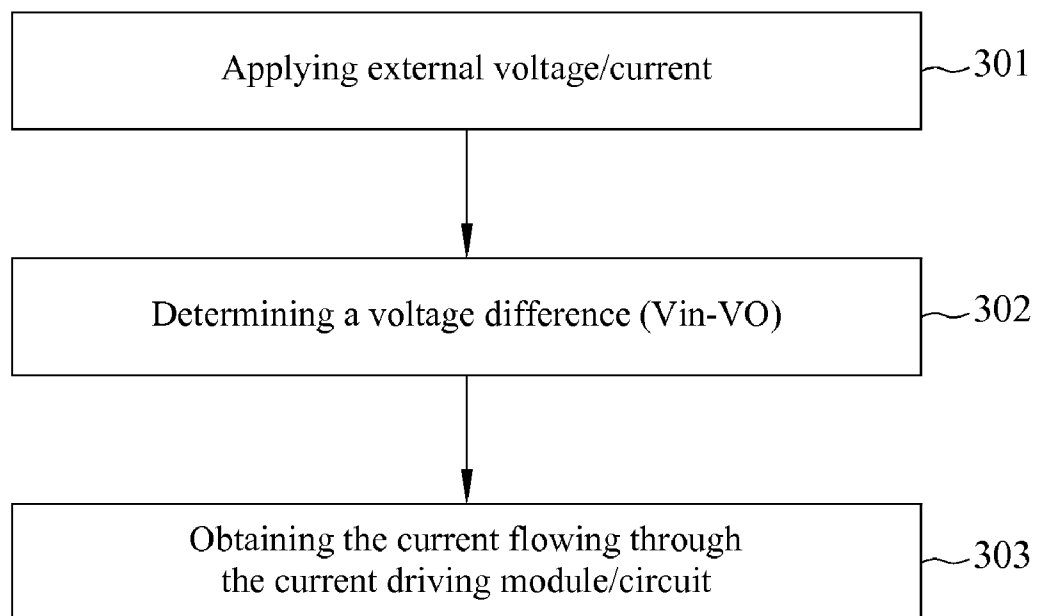 Applying external voltage/current
301
Determining a voltage difference (Vin-VO)
302
Obtaining the current flowing through
the current driving module/circuit
303